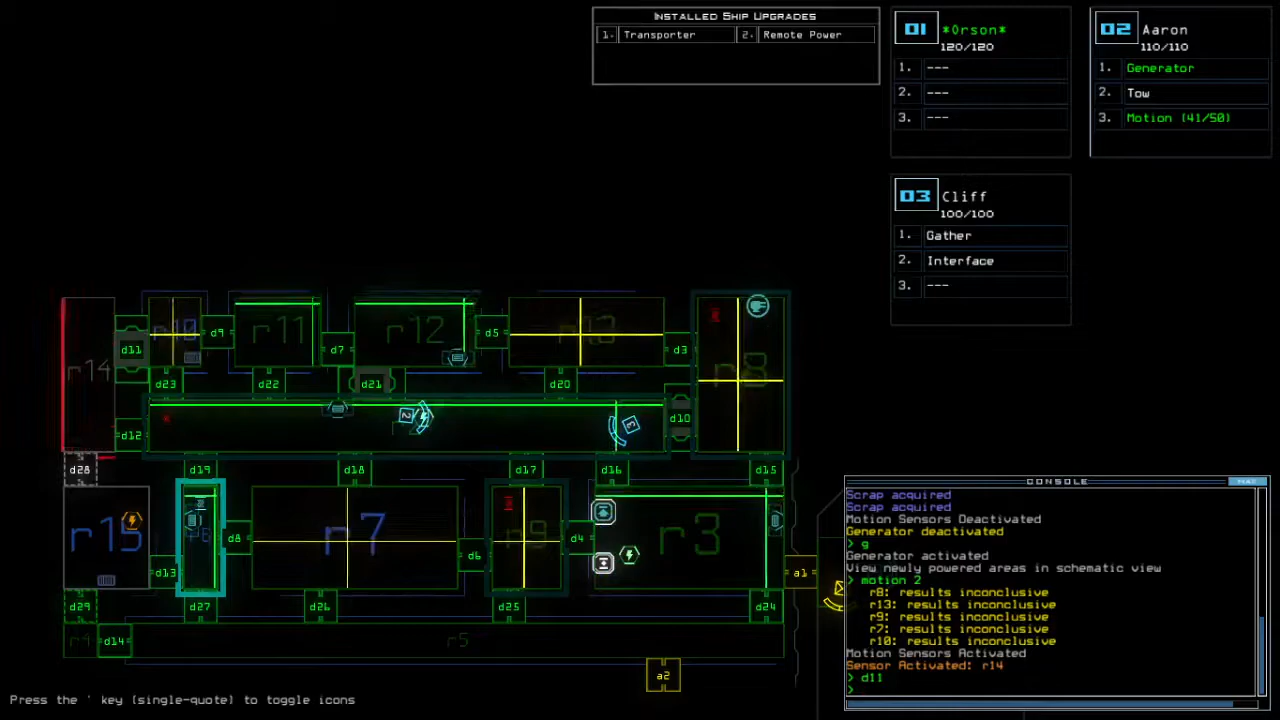 INSTALLED SHIP UPGRADES
1. Transporter 2. Remote Power
01 *Orson*
120/120
1. ---
2. ---
3. ---
02 Aaron
110/110
1. Generator
2. Tow
3. Motion (41/50)
03 Cliff
100/100
1. Gather
2. Interface
3. ---
r10 d9 r11 r12 d5 r13
d11 d7 d3
r14 r8
d23 d22 d21 d20
2 d10
3
d12
d28 d19 d18 d17 d16 d15
r15 r7 r9 r3
d8 d6 d4
d13 a1
d29 d27 d26 d25 d24
r4 d14 r5
a2
CONSOLE
Scrap acquired
Scrap acquired
Motion Sensors Deactivated
Generator deactivated
> g
Generator activated
View newly powered areas in schematic view
> motion 2
r8: results inconclusive
r13: results inconclusive
r9: results inconclusive
r7: results inconclusive
r10: results inconclusive
Motion Sensors Activated
Sensor Activated: r14
> d11
>
Press the ' key (single-quote) to toggle icons